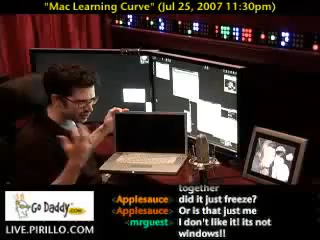 "Mac Learning Curve" (Jul 25, 2007 11:30pm)
together
<Applesauce> did it just freeze?
<Applesauce> Or is that just me
<mrguest> I don't like it! its not
windows!!
Go Daddy.com
LIVE.PIRILLO.COM